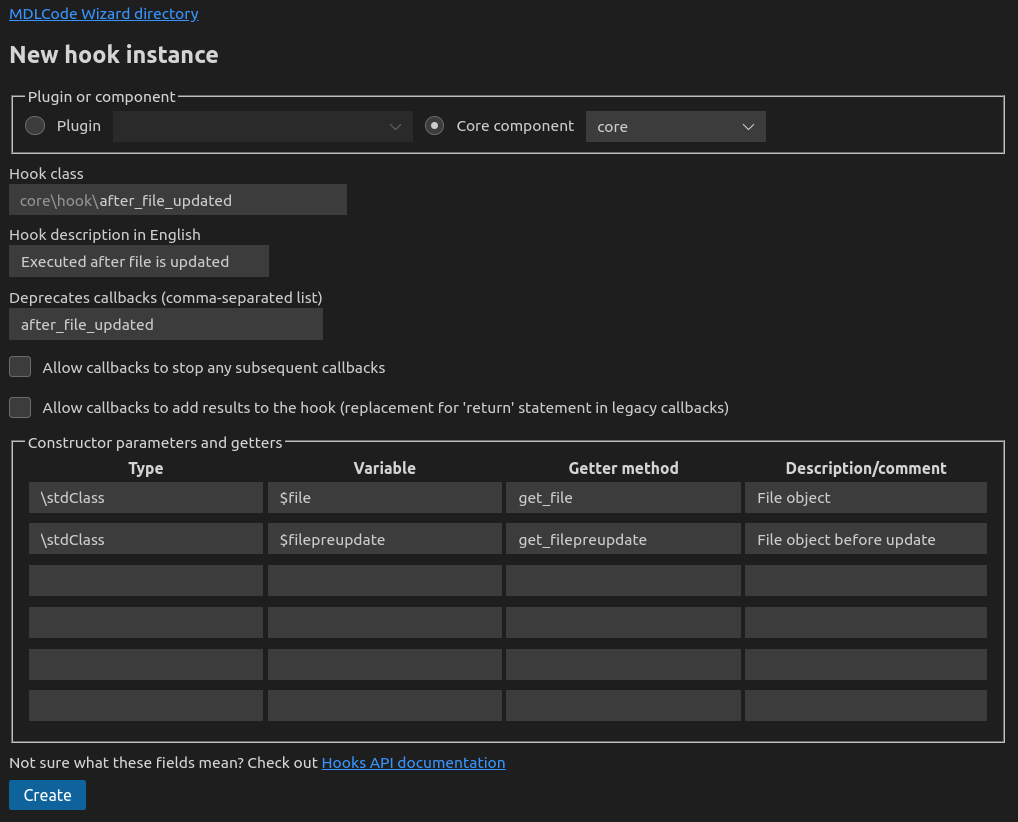 MDLCode Wizard directory
New hook instance
Plugin or component
Plugin Core component core
Hook class
core\hook\after_file_updated
Hook description in English
Executed after file is updated
Deprecates callbacks (comma-separated list)
after_file_updated
Allow callbacks to stop any subsequent callbacks
Allow callbacks to add results to the hook (replacement for 'return' statement in legacy callbacks)
Constructor parameters and getters
Type Variable Getter method Description/comment
\stdClass $file get_file File object
\stdClass $filepreupdate get_filepreupdate File object before update
Not sure what these fields mean? Check out Hooks API documentation
Create